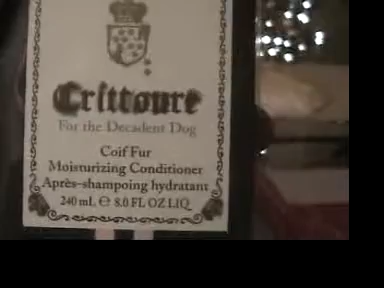 Crittoure
For the Decadent Dog
Coif Fur
Moisturizing Conditioner
Après-shampoing hydratant
240 mL ℮ 8.0 FL OZ LIQ